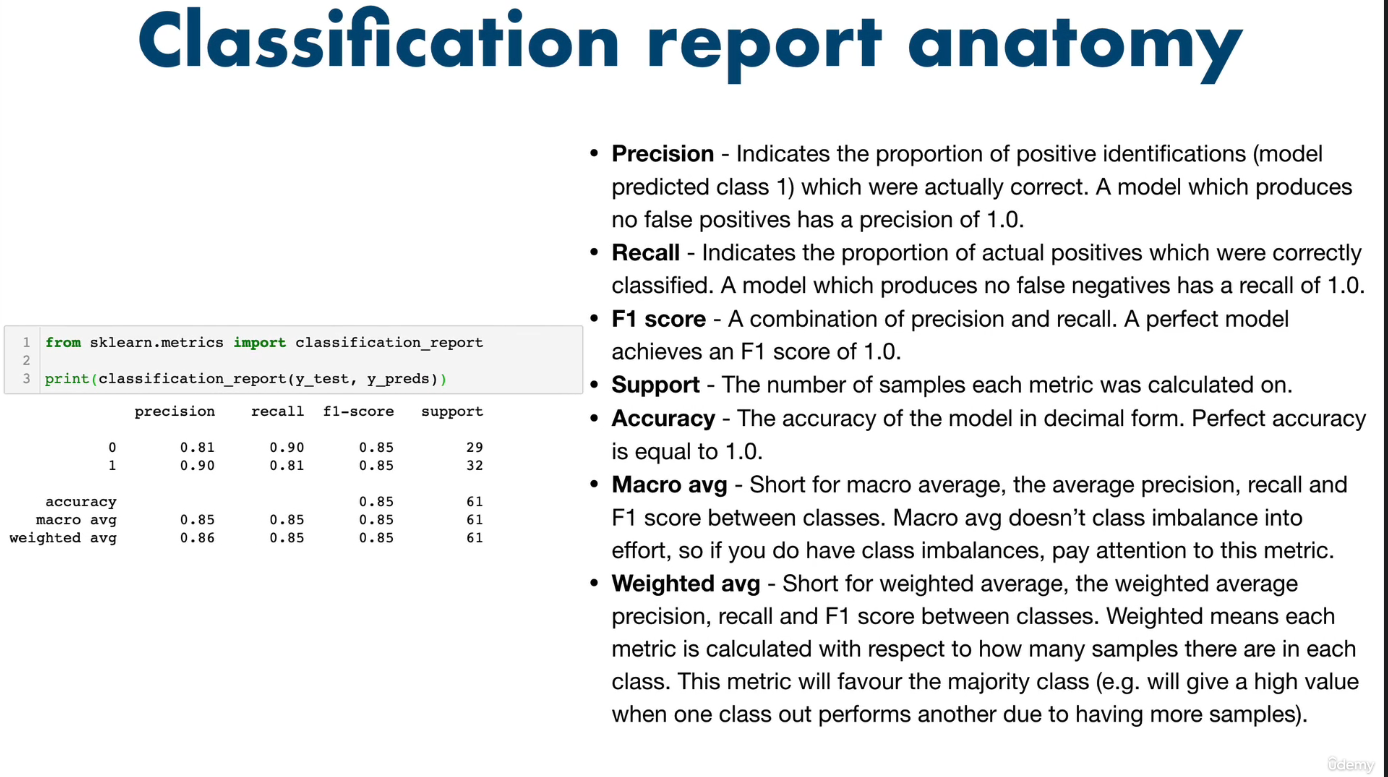 Classification report anatomy
1 from sklearn.metrics import classification_report
2
3 print(classification_report(y_test, y_preds))
precision recall f1-score support
0 0.81 0.90 0.85 29
1 0.90 0.81 0.85 32
accuracy 0.85 61
macro avg 0.85 0.85 0.85 61
weighted avg 0.86 0.85 0.85 61
• Precision - Indicates the proportion of positive identifications (model
predicted class 1) which were actually correct. A model which produces
no false positives has a precision of 1.0.
• Recall - Indicates the proportion of actual positives which were correctly
classified. A model which produces no false negatives has a recall of 1.0.
• F1 score - A combination of precision and recall. A perfect model
achieves an F1 score of 1.0.
• Support - The number of samples each metric was calculated on.
• Accuracy - The accuracy of the model in decimal form. Perfect accuracy
is equal to 1.0.
• Macro avg - Short for macro average, the average precision, recall and
F1 score between classes. Macro avg doesn’t class imbalance into
effort, so if you do have class imbalances, pay attention to this metric.
• Weighted avg - Short for weighted average, the weighted average
precision, recall and F1 score between classes. Weighted means each
metric is calculated with respect to how many samples there are in each
class. This metric will favour the majority class (e.g. will give a high value
when one class out performs another due to having more samples).
ûdemy